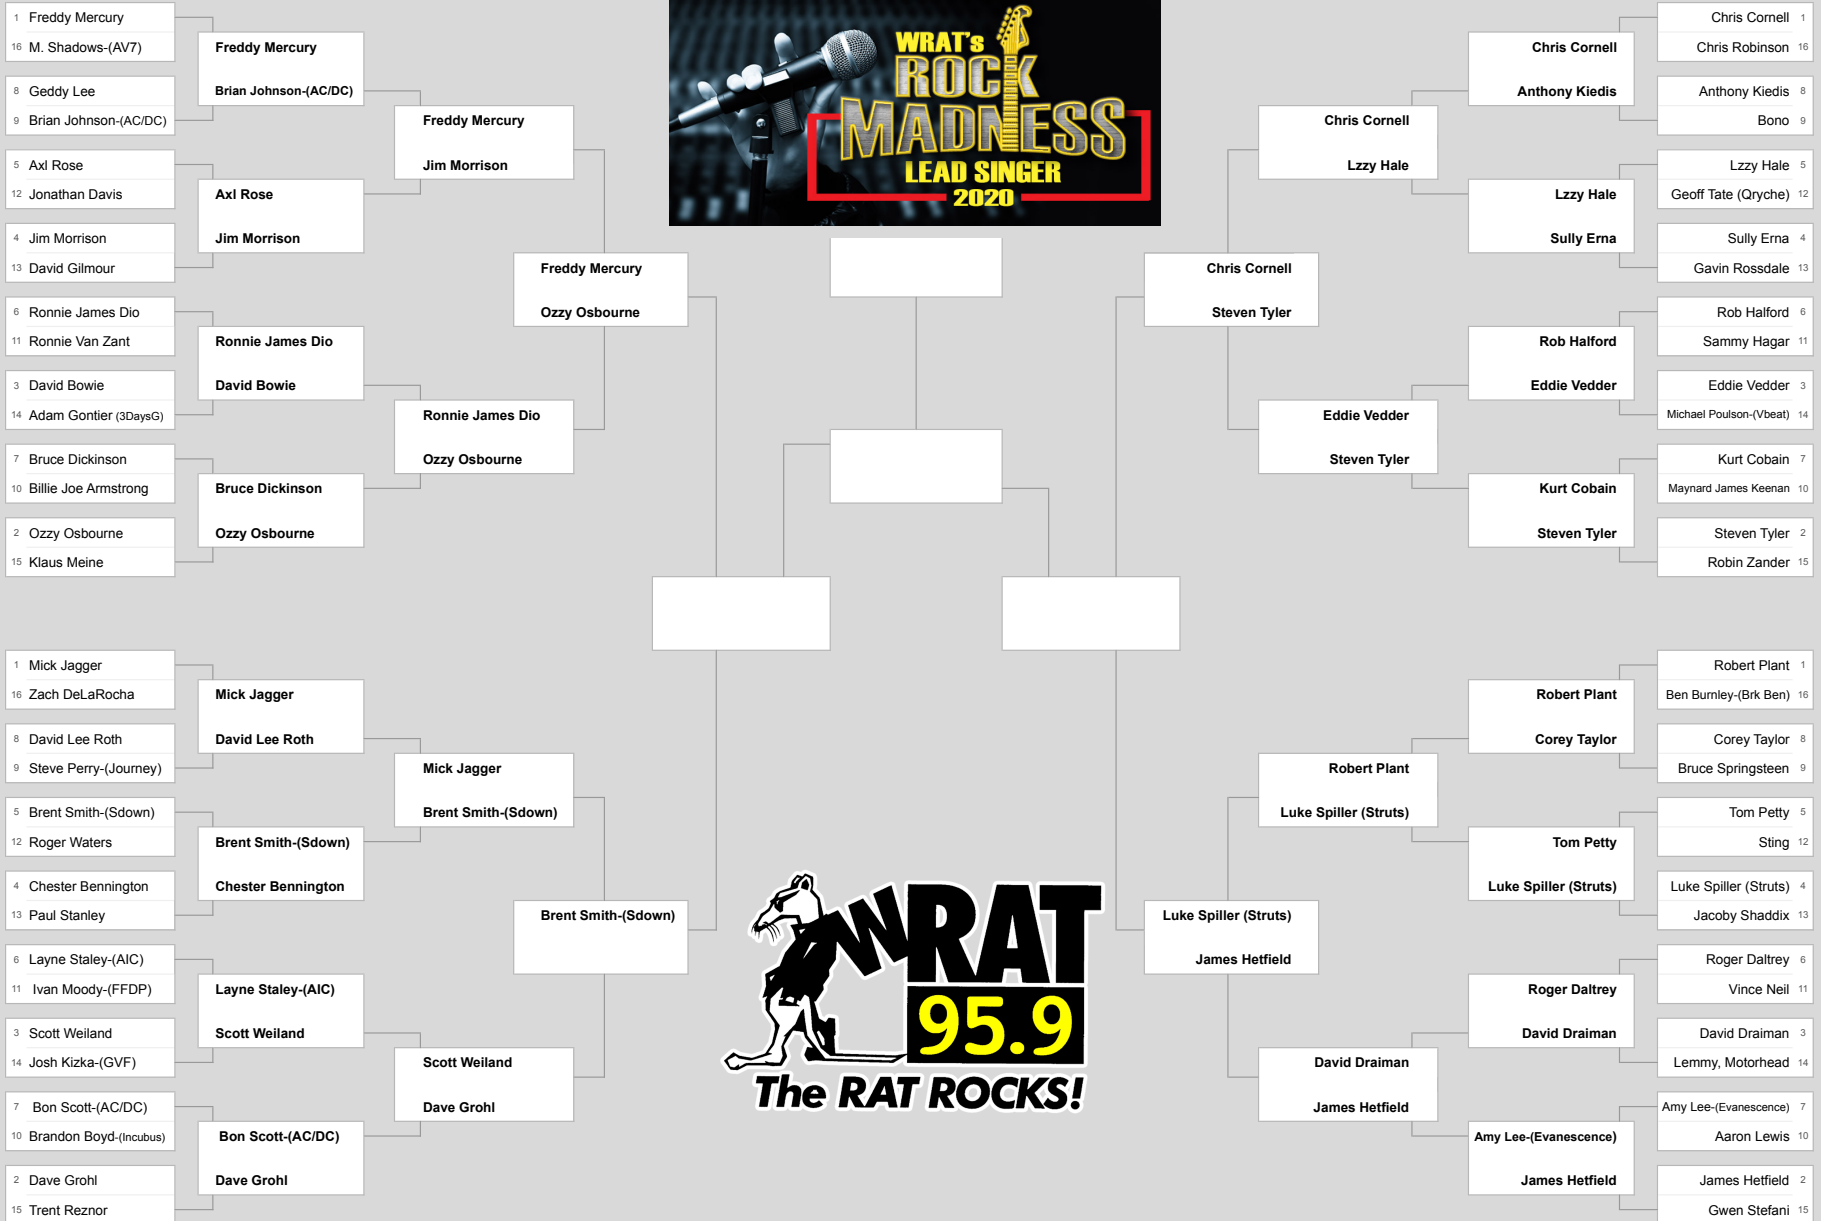 WRAT's
ROCK
MADNESS
LEAD SINGER
2020
1 Freddy Mercury
16 M. Shadows-(AV7)
8 Geddy Lee
9 Brian Johnson-(AC/DC)
5 Axl Rose
12 Jonathan Davis
4 Jim Morrison
13 David Gilmour
6 Ronnie James Dio
11 Ronnie Van Zant
3 David Bowie
14 Adam Gontier (3DaysG)
7 Bruce Dickinson
10 Billie Joe Armstrong
2 Ozzy Osbourne
15 Klaus Meine
Freddy Mercury
Brian Johnson-(AC/DC)
Axl Rose
Jim Morrison
Ronnie James Dio
David Bowie
Bruce Dickinson
Ozzy Osbourne
Freddy Mercury
Jim Morrison
Ronnie James Dio
Ozzy Osbourne
Freddy Mercury
Ozzy Osbourne
1 Mick Jagger
16 Zach DeLaRocha
8 David Lee Roth
9 Steve Perry-(Journey)
5 Brent Smith-(Sdown)
12 Roger Waters
4 Chester Bennington
13 Paul Stanley
6 Layne Staley-(AIC)
11 Ivan Moody-(FFDP)
3 Scott Weiland
14 Josh Kizka-(GVF)
7 Bon Scott-(AC/DC)
10 Brandon Boyd-(Incubus)
2 Dave Grohl
15 Trent Reznor
Mick Jagger
David Lee Roth
Brent Smith-(Sdown)
Chester Bennington
Layne Staley-(AIC)
Scott Weiland
Bon Scott-(AC/DC)
Dave Grohl
Mick Jagger
Brent Smith-(Sdown)
Scott Weiland
Dave Grohl
Brent Smith-(Sdown)
Chris Cornell
Steven Tyler
Chris Cornell
Lzzy Hale
Eddie Vedder
Steven Tyler
Chris Cornell
Anthony Kiedis
Lzzy Hale
Sully Erna
Rob Halford
Eddie Vedder
Kurt Cobain
Steven Tyler
Chris Cornell 1
Chris Robinson 16
Anthony Kiedis 8
Bono 9
Lzzy Hale 5
Geoff Tate (Qryche) 12
Sully Erna 4
Gavin Rossdale 13
Rob Halford 6
Sammy Hagar 11
Eddie Vedder 3
Michael Poulson-(Vbeat) 14
Kurt Cobain 7
Maynard James Keenan 10
Steven Tyler 2
Robin Zander 15
Luke Spiller (Struts)
James Hetfield
Robert Plant
Luke Spiller (Struts)
David Draiman
James Hetfield
Robert Plant
Corey Taylor
Tom Petty
Luke Spiller (Struts)
Roger Daltrey
David Draiman
Amy Lee-(Evanescence)
James Hetfield
Robert Plant 1
Ben Burnley-(Brk Ben) 16
Corey Taylor 8
Bruce Springsteen 9
Tom Petty 5
Sting 12
Luke Spiller (Struts) 4
Jacoby Shaddix 13
Roger Daltrey 6
Vince Neil 11
David Draiman 3
Lemmy, Motorhead 14
Amy Lee-(Evanescence) 7
Aaron Lewis 10
James Hetfield 2
Gwen Stefani 15
WRAT
95.9
The RAT ROCKS!